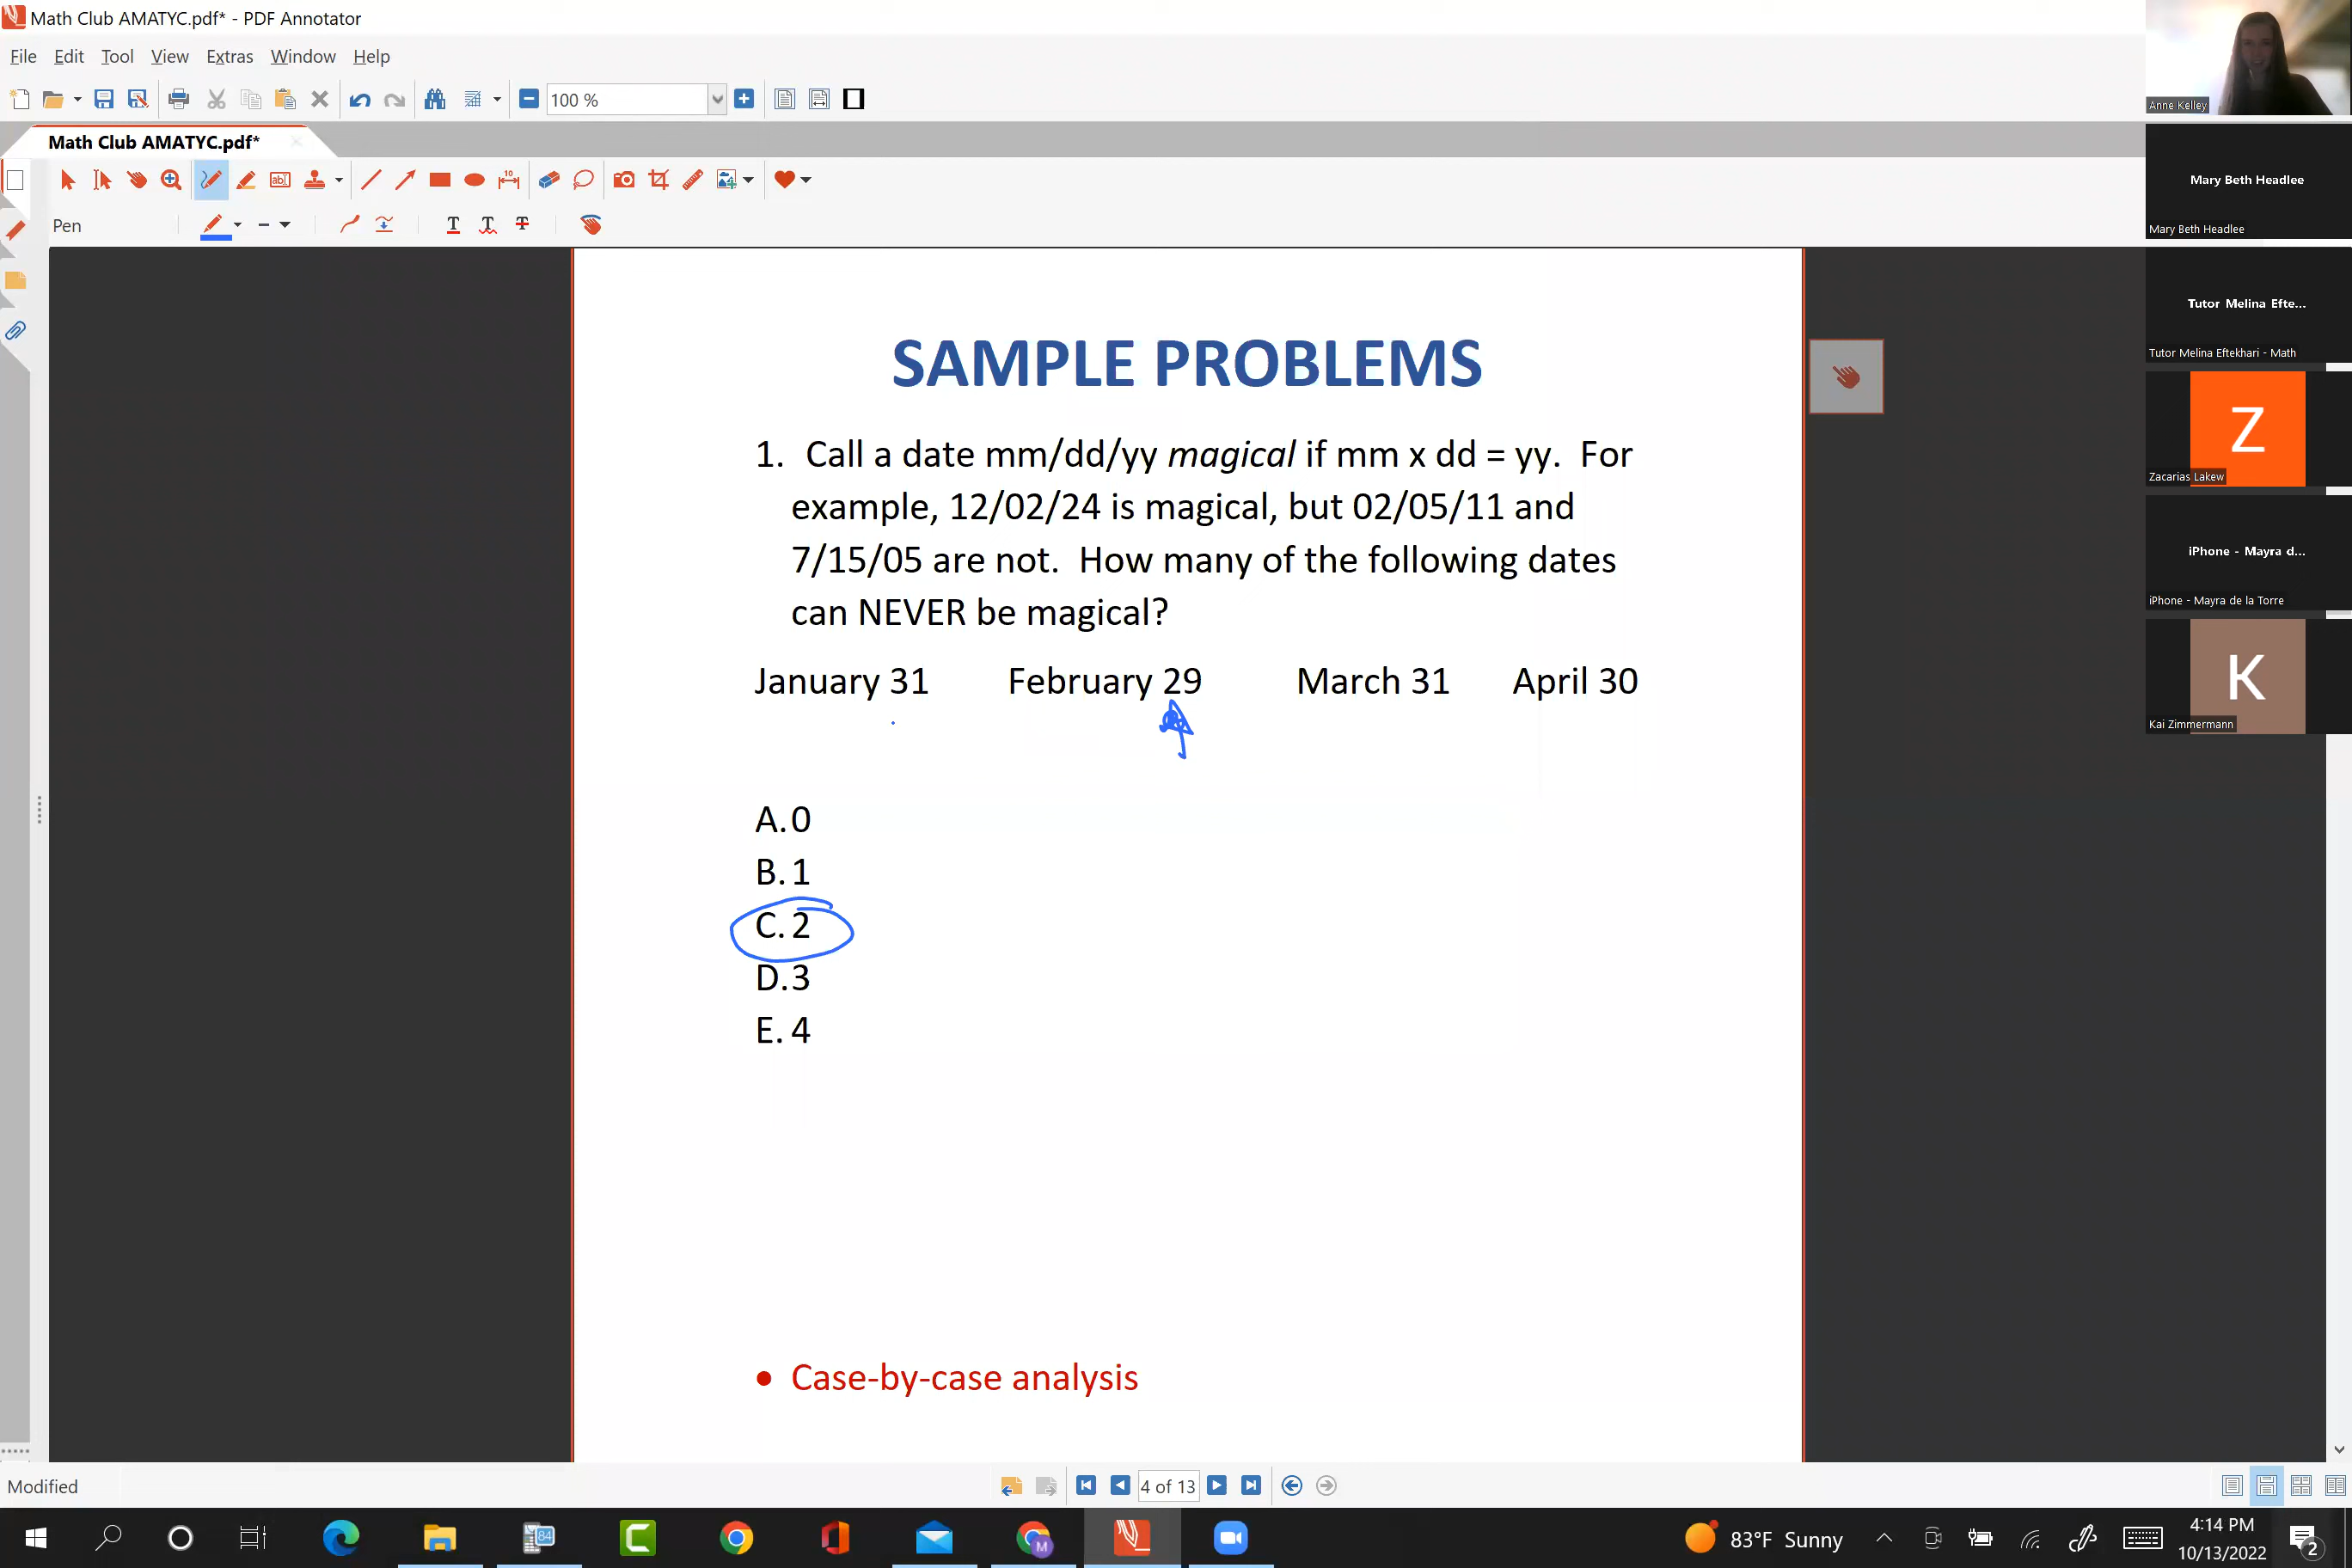 Math Club AMATYC.pdf* - PDF Annotator
File Edit Tool View Extras Window Help
100 %
Math Club AMATYC.pdf*
Pen
SAMPLE PROBLEMS
1. Call a date mm/dd/yy magical if mm x dd = yy. For
example, 12/02/24 is magical, but 02/05/11 and
7/15/05 are not. How many of the following dates
can NEVER be magical?
January 31 February 29 March 31 April 30
A. 0
B. 1
C. 2
D. 3
E. 4
• Case-by-case analysis
Anne Kelley
Mary Beth Headlee
Mary Beth Headlee
Tutor Melina Efte...
Tutor Melina Eftekhari - Math
Z
Zacarias Lakew
iPhone - Mayra d...
iPhone - Mayra de la Torre
K
Kai Zimmermann
Modified
4 of 13
84
M
83°F Sunny
4:14 PM
10/13/2022
2